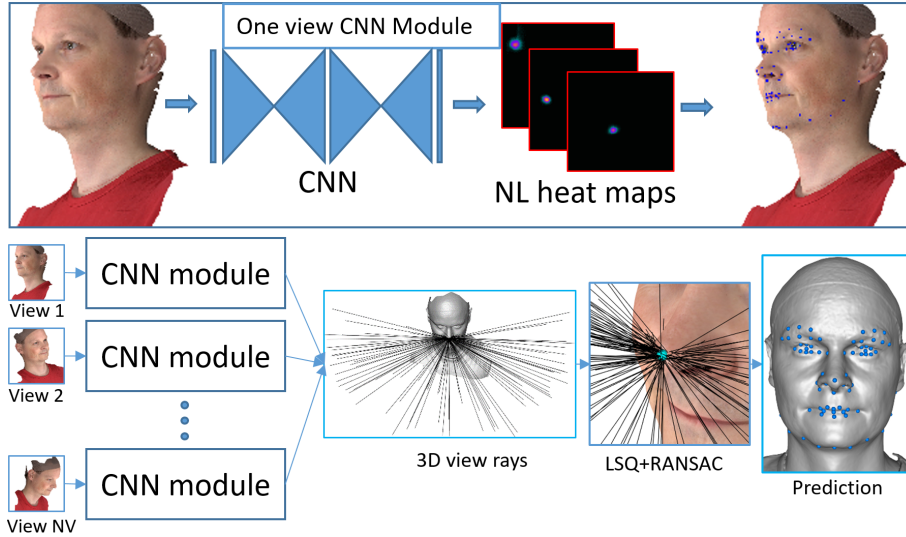 One view CNN Module
CNN
NL heat maps
CNN module
View 1
CNN module
View 2
CNN module
View NV
3D view rays
LSQ+RANSAC
Prediction